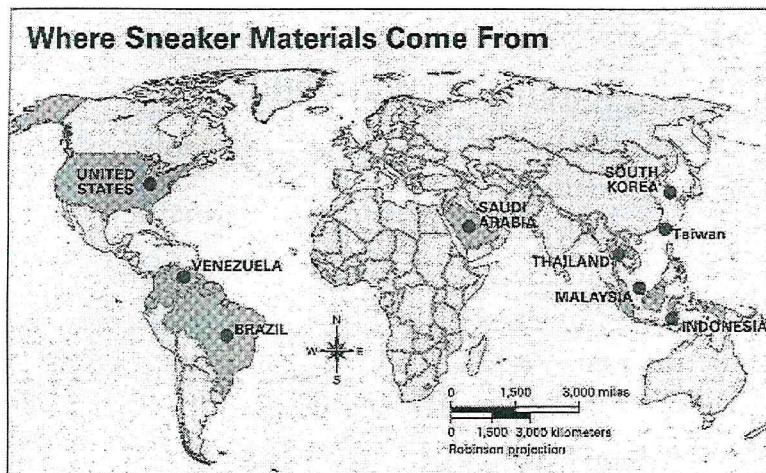 Where Sneaker Materials Come From
UNITED
STATES
SOUTH
KOREA
SAUDI
ARABIA
Taiwan
VENEZUELA
THAILAND
MALAYSIA
BRAZIL
INDONESIA
N
W E
S
0 1,500 3,000 miles
0 1,500 3,000 kilometers
Robinson projection